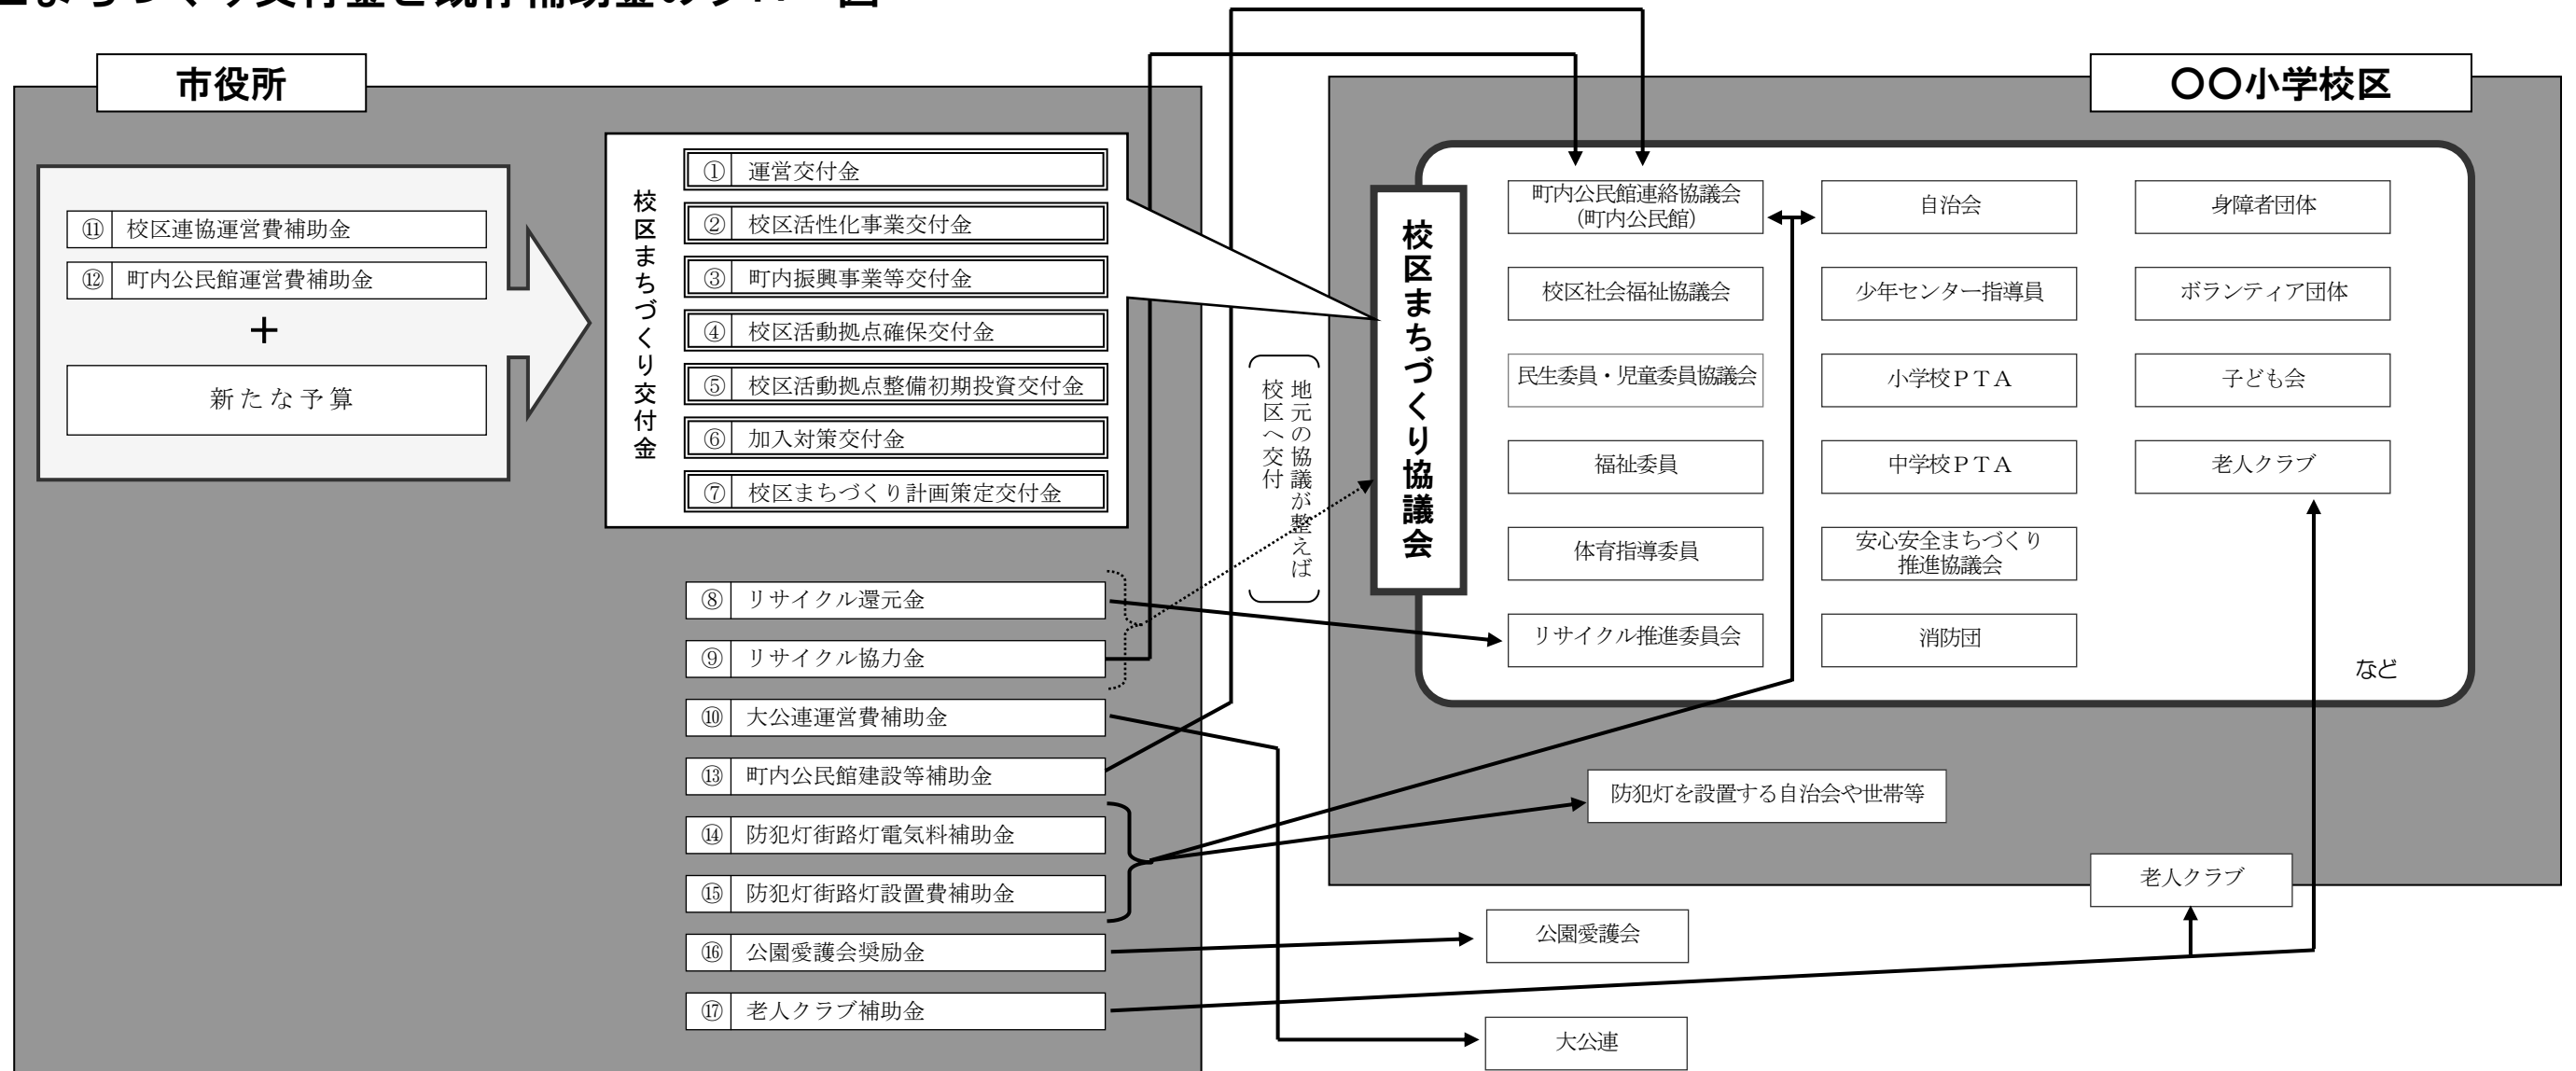 まちづくり交付金と既存補助金のフロー図
市役所
⑪ 校区連協運営費補助金
⑫ 町内公民館運営費補助金
＋
新たな予算
校区まちづくり交付金
① 運営交付金
② 校区活性化事業交付金
③ 町内振興事業等交付金
④ 校区活動拠点確保交付金
⑤ 校区活動拠点整備初期投資交付金
⑥ 加入対策交付金
⑦ 校区まちづくり計画策定交付金
⑧ リサイクル還元金
⑨ リサイクル協力金
⑩ 大公連運営費補助金
⑬ 町内公民館建設等補助金
⑭ 防犯灯街路灯電気料補助金
⑮ 防犯灯街路灯設置費補助金
⑯ 公園愛護会奨励金
⑰ 老人クラブ補助金
地元の協議が整えば
校区へ交付
〇〇小学校区
校区まちづくり協議会
町内公民館連絡協議会
(町内公民館)
校区社会福祉協議会
民生委員・児童委員協議会
福祉委員
体育指導委員
リサイクル推進委員会
自治会
少年センター指導員
小学校ＰＴＡ
中学校ＰＴＡ
安心安全まちづくり
推進協議会
消防団
身障者団体
ボランティア団体
子ども会
老人クラブ
など
防犯灯を設置する自治会や世帯等
老人クラブ
公園愛護会
大公連